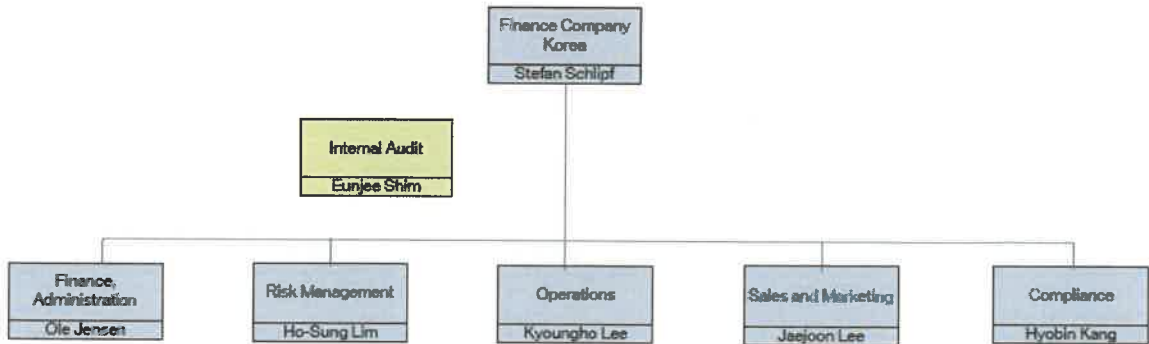 Finance Company
Korea
Stefan Schlipf
Internal Audit
Eunjee Shim
Finance,
Administration
Ole Jensen
Risk Management
Ho-Sung Lim
Operations
Kyoungho Lee
Sales and Marketing
Jaejoon Lee
Compliance
Hyobin Kang